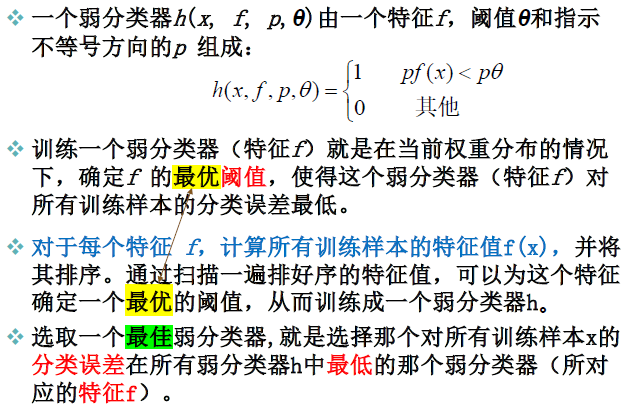 ❖ 一个弱分类器h(x, f, p,θ)由一个特征f，阈值θ和指示
不等号方向的p 组成：
h(x, f, p,θ) = {1 pf(x) < pθ
0 其他
❖ 训练一个弱分类器（特征f）就是在当前权重分布的情况
下，确定f 的最优阈值，使得这个弱分类器（特征f）对
所有训练样本的分类误差最低。
❖ 对于每个特征 f，计算所有训练样本的特征值f(x)，并将
其排序。通过扫描一遍排好序的特征值，可以为这个特征
确定一个最优的阈值，从而训练成一个弱分类器h。
❖ 选取一个最佳弱分类器,就是选择那个对所有训练样本x的
分类误差在所有弱分类器h中最低的那个弱分类器（所对
应的特征f）。